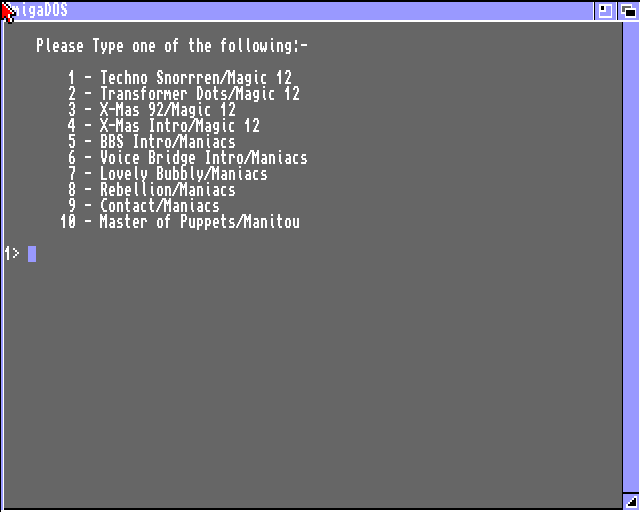 AmigaDOS
Please Type one of the following:-
1 - Techno Snorrren/Magic 12
2 - Transformer Dots/Magic 12
3 - X-Mas 92/Magic 12
4 - X-Mas Intro/Magic 12
5 - BBS Intro/Maniacs
6 - Voice Bridge Intro/Maniacs
7 - Lovely Bubbly/Maniacs
8 - Rebellion/Maniacs
9 - Contact/Maniacs
10 - Master of Puppets/Manitou
1>